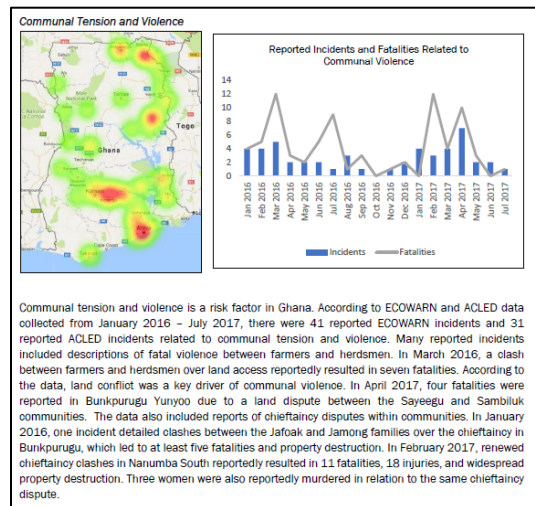 Communal Tension and Violence
Ghana
Togo
Kumasi
Cape Coast
Reported Incidents and Fatalities Related to
Communal Violence
14
12
10
8
6
4
2
0
Jan 2016
Feb 2016
Mar 2016
Apr 2016
May 2016
Jun 2016
Jul 2016
Aug 2016
Sep 2016
Oct 2016
Nov 2016
Dec 2016
Jan 2017
Feb 2017
Mar 2017
Apr 2017
May 2017
Jun 2017
Jul 2017
Incidents
Fatalities
Communal tension and violence is a risk factor in Ghana. According to ECOWARN and ACLED data
collected from January 2016 – July 2017, there were 41 reported ECOWARN incidents and 31
reported ACLED incidents related to communal tension and violence. Many reported incidents
included descriptions of fatal violence between farmers and herdsmen. In March 2016, a clash
between farmers and herdsmen over land access reportedly resulted in seven fatalities. According to
the data, land conflict was a key driver of communal violence. In April 2017, four fatalities were
reported in Bunkpurugu Yunyoo due to a land dispute between the Sayeegu and Sambiluk
communities. The data also included reports of chieftaincy disputes within communities. In January
2016, one incident detailed clashes between the Jafoak and Jamong families over the chieftaincy in
Bunkpurugu, which led to at least five fatalities and property destruction. In February 2017, renewed
chieftaincy clashes in Nanumba South reportedly resulted in 11 fatalities, 18 injuries, and widespread
property destruction. Three women were also reportedly murdered in relation to the same chieftaincy
dispute.